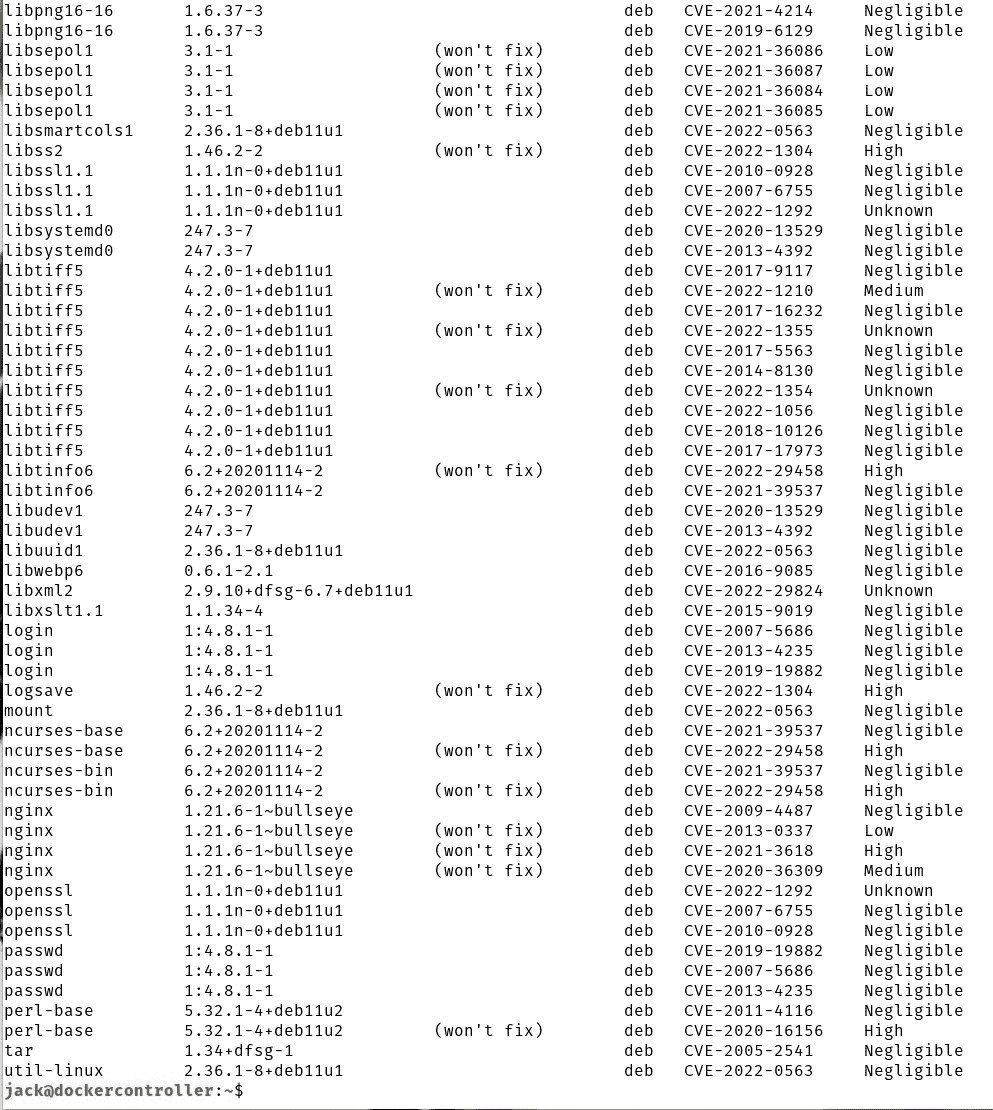 libpng16-16 1.6.37-3 deb CVE-2021-4214 Negligible
libpng16-16 1.6.37-3 deb CVE-2019-6129 Negligible
libsepol1 3.1-1 (won't fix) deb CVE-2021-36086 Low
libsepol1 3.1-1 (won't fix) deb CVE-2021-36087 Low
libsepol1 3.1-1 (won't fix) deb CVE-2021-36084 Low
libsepol1 3.1-1 (won't fix) deb CVE-2021-36085 Low
libsmartcols1 2.36.1-8+deb11u1 deb CVE-2022-0563 Negligible
libss2 1.46.2-2 (won't fix) deb CVE-2022-1304 High
libssl1.1 1.1.1n-0+deb11u1 deb CVE-2010-0928 Negligible
libssl1.1 1.1.1n-0+deb11u1 deb CVE-2007-6755 Negligible
libssl1.1 1.1.1n-0+deb11u1 deb CVE-2022-1292 Unknown
libsystemd0 247.3-7 deb CVE-2020-13529 Negligible
libsystemd0 247.3-7 deb CVE-2013-4392 Negligible
libtiff5 4.2.0-1+deb11u1 deb CVE-2017-9117 Negligible
libtiff5 4.2.0-1+deb11u1 (won't fix) deb CVE-2022-1210 Medium
libtiff5 4.2.0-1+deb11u1 deb CVE-2017-16232 Negligible
libtiff5 4.2.0-1+deb11u1 (won't fix) deb CVE-2022-1355 Unknown
libtiff5 4.2.0-1+deb11u1 deb CVE-2017-5563 Negligible
libtiff5 4.2.0-1+deb11u1 deb CVE-2014-8130 Negligible
libtiff5 4.2.0-1+deb11u1 (won't fix) deb CVE-2022-1354 Unknown
libtiff5 4.2.0-1+deb11u1 deb CVE-2022-1056 Negligible
libtiff5 4.2.0-1+deb11u1 deb CVE-2018-10126 Negligible
libtiff5 4.2.0-1+deb11u1 deb CVE-2017-17973 Negligible
libtinfo6 6.2+20201114-2 (won't fix) deb CVE-2022-29458 High
libtinfo6 6.2+20201114-2 deb CVE-2021-39537 Negligible
libudev1 247.3-7 deb CVE-2020-13529 Negligible
libudev1 247.3-7 deb CVE-2013-4392 Negligible
libuuid1 2.36.1-8+deb11u1 deb CVE-2022-0563 Negligible
libwebp6 0.6.1-2.1 deb CVE-2016-9085 Negligible
libxml2 2.9.10+dfsg-6.7+deb11u1 deb CVE-2022-29824 Unknown
libxslt1.1 1.1.34-4 deb CVE-2015-9019 Negligible
login 1:4.8.1-1 deb CVE-2007-5686 Negligible
login 1:4.8.1-1 deb CVE-2013-4235 Negligible
login 1:4.8.1-1 deb CVE-2019-19882 Negligible
logsave 1.46.2-2 (won't fix) deb CVE-2022-1304 High
mount 2.36.1-8+deb11u1 deb CVE-2022-0563 Negligible
ncurses-base 6.2+20201114-2 deb CVE-2021-39537 Negligible
ncurses-base 6.2+20201114-2 (won't fix) deb CVE-2022-29458 High
ncurses-bin 6.2+20201114-2 deb CVE-2021-39537 Negligible
ncurses-bin 6.2+20201114-2 (won't fix) deb CVE-2022-29458 High
nginx 1.21.6-1~bullseye deb CVE-2009-4487 Negligible
nginx 1.21.6-1~bullseye (won't fix) deb CVE-2013-0337 Low
nginx 1.21.6-1~bullseye (won't fix) deb CVE-2021-3618 High
nginx 1.21.6-1~bullseye (won't fix) deb CVE-2020-36309 Medium
openssl 1.1.1n-0+deb11u1 deb CVE-2022-1292 Unknown
openssl 1.1.1n-0+deb11u1 deb CVE-2007-6755 Negligible
openssl 1.1.1n-0+deb11u1 deb CVE-2010-0928 Negligible
passwd 1:4.8.1-1 deb CVE-2019-19882 Negligible
passwd 1:4.8.1-1 deb CVE-2007-5686 Negligible
passwd 1:4.8.1-1 deb CVE-2013-4235 Negligible
perl-base 5.32.1-4+deb11u2 deb CVE-2011-4116 Negligible
perl-base 5.32.1-4+deb11u2 (won't fix) deb CVE-2020-16156 High
tar 1.34+dfsg-1 deb CVE-2005-2541 Negligible
util-linux 2.36.1-8+deb11u1 deb CVE-2022-0563 Negligible
jack@dockercontroller:~$